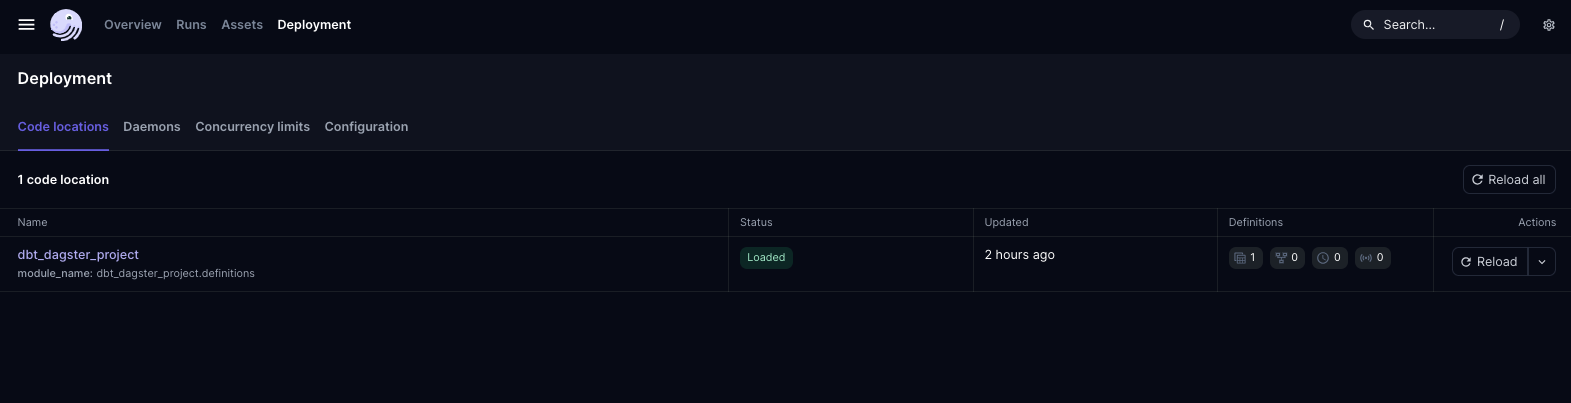 Overview Runs Assets Deployment Search... /
Deployment
Code locations Daemons Concurrency limits Configuration
1 code location Reload all
Name Status Updated Definitions Actions
dbt_dagster_project Loaded 2 hours ago 1 0 0 0 Reload
module_name: dbt_dagster_project.definitions